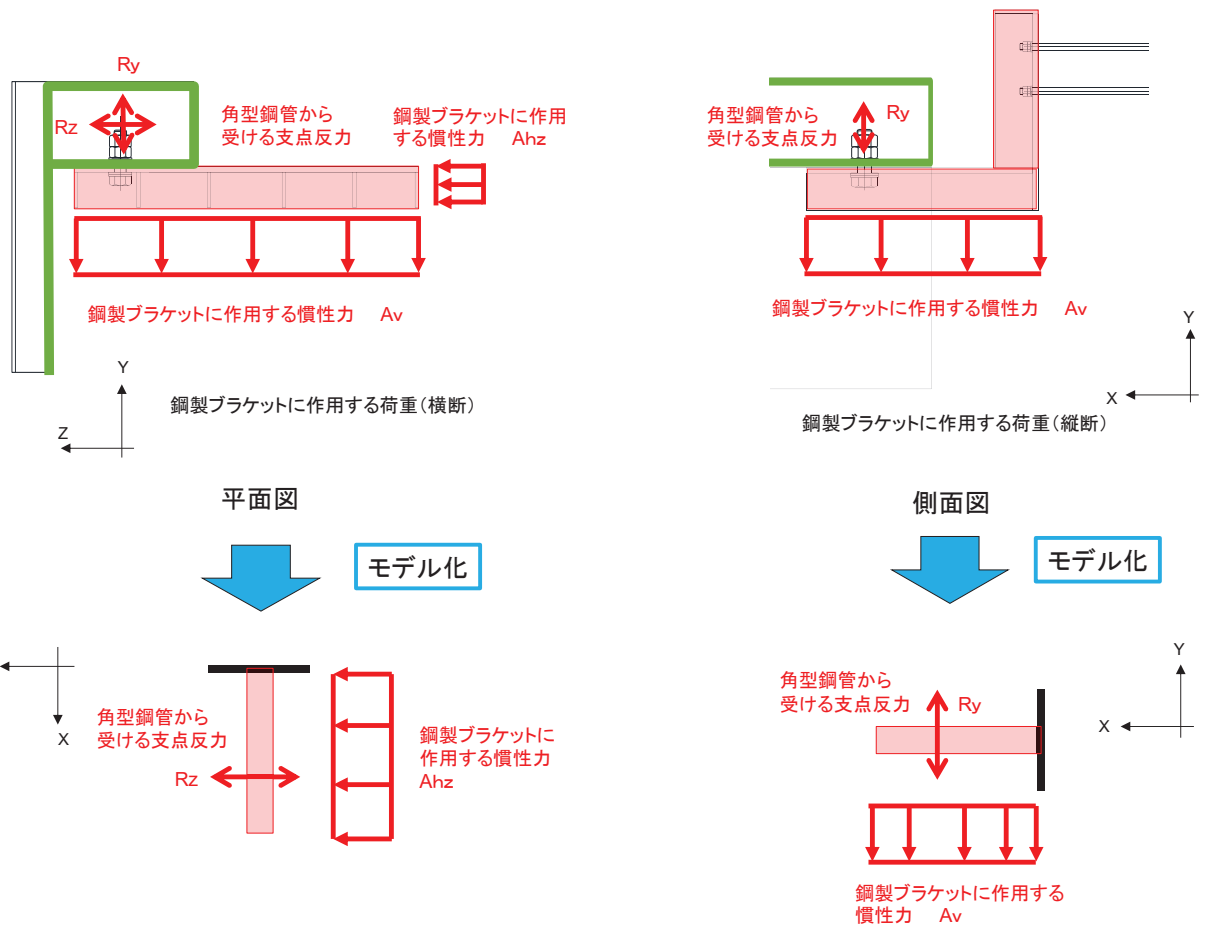 Ry
Rz
角型鋼管から
受ける支点反力
鋼製ブラケットに作用
する慣性力 Ahz
鋼製ブラケットに作用する慣性力 Av
Y
Z
鋼製ブラケットに作用する荷重(横断)
角型鋼管から
受ける支点反力
Ry
鋼製ブラケットに作用する慣性力 Av
Y
X
鋼製ブラケットに作用する荷重(縦断)
平面図
モデル化
側面図
モデル化
X
角型鋼管から
受ける支点反力
Rz
鋼製ブラケットに
作用する慣性力
Ahz
角型鋼管から
受ける支点反力
Ry
Y
X
鋼製ブラケットに作用する
慣性力 Av